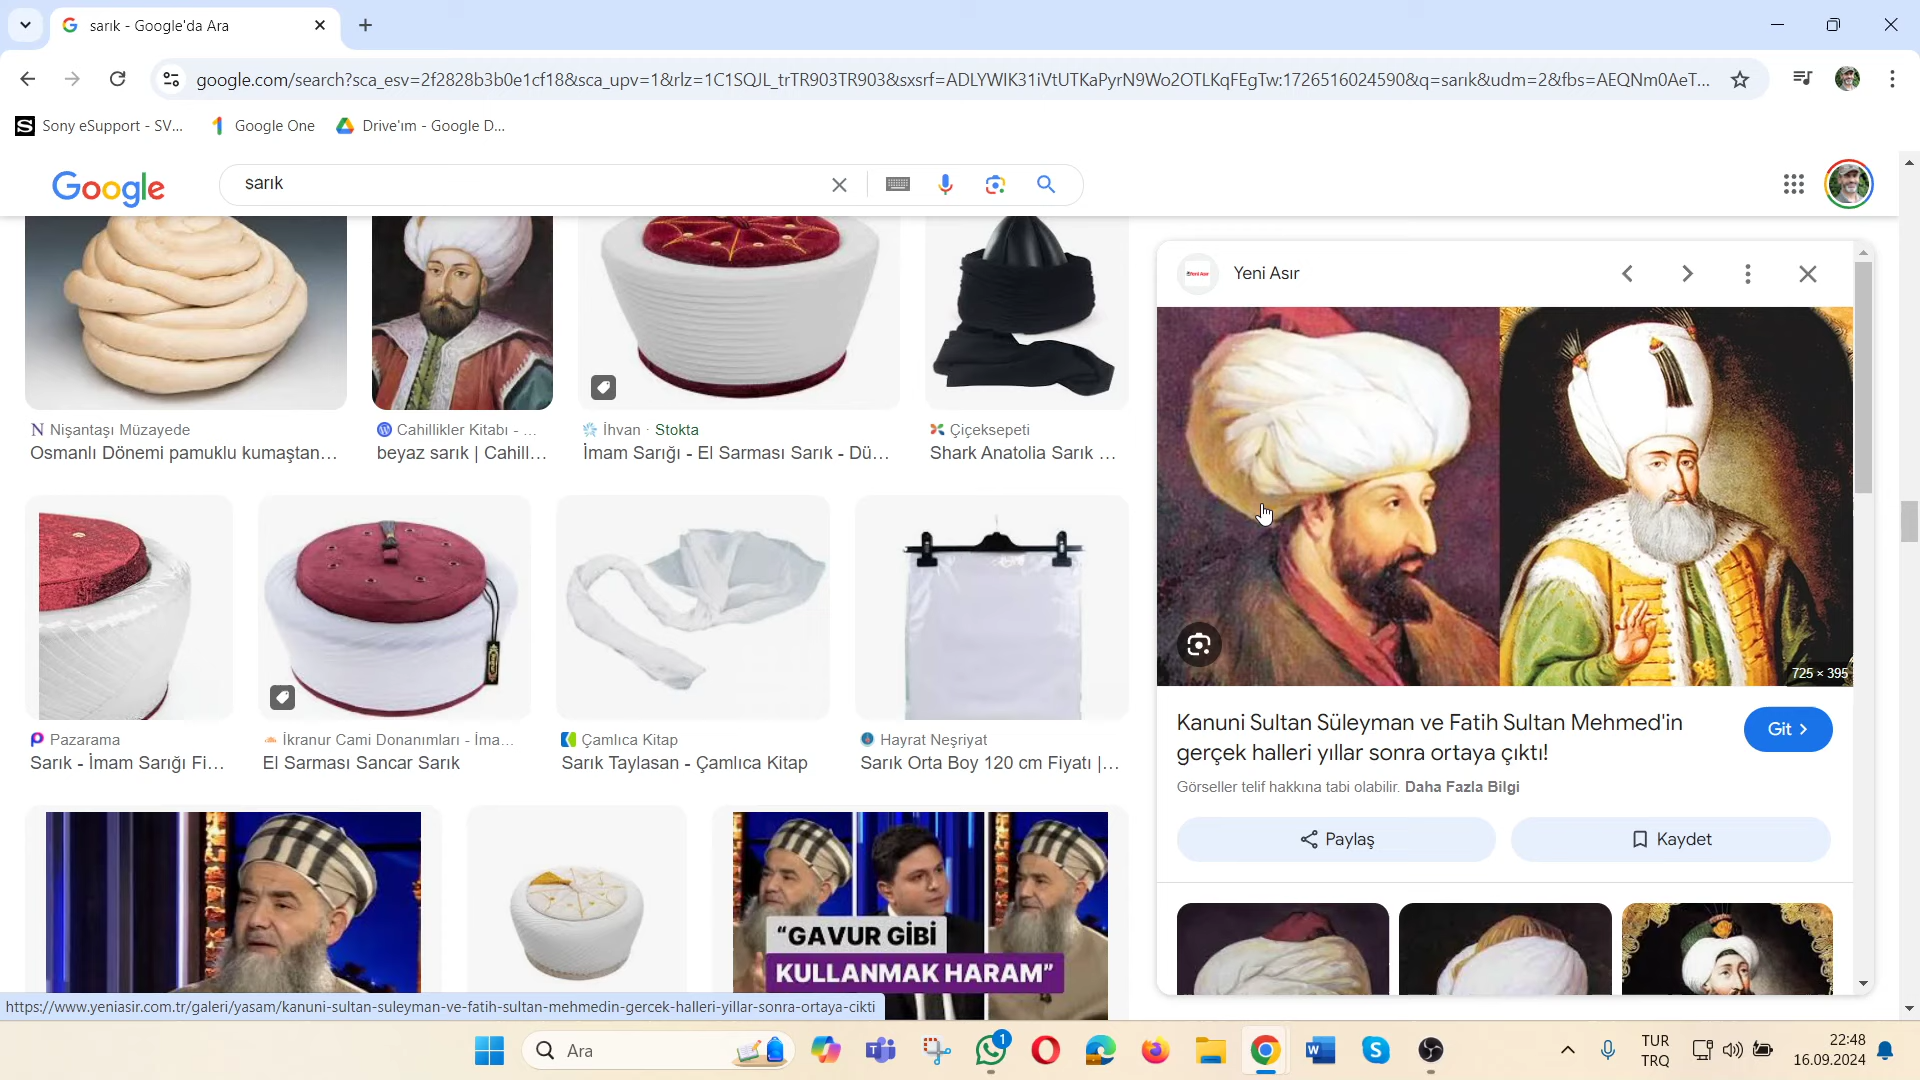 sarık - Google'da Ara
google.com/search?sca_esv=2f2828b3b0e1cf18&sca_upv=1&rlz=1C1SQJL_trTR903TR903&sxsrf=ADLYWIK31iVtUTKaPyrN9Wo2OTLKqFEgTw:1726516024590&q=sarık&udm=2&fbs=AEQNm0AeT...
Sony eSupport - SV...
Google One
Drive'ım - Google D...
Google
sarık
Nişantaşı Müzayede
Osmanlı Dönemi pamuklu kumaştan...
Cahillikler Kitabı - ...
beyaz sarık | Cahill...
İhvan · Stokta
İmam Sarığı - El Sarması Sarık - Dü...
Çiçeksepeti
Shark Anatolia Sarık ...
Pazarama
Sarık - İmam Sarığı Fi...
İkranur Cami Donanımları - İma...
El Sarması Sancar Sarık
Çamlıca Kitap
Sarık Taylasan - Çamlıca Kitap
Hayrat Neşriyat
Sarık Orta Boy 120 cm Fiyatı |...
"GAVUR GİBİ
KULLANMAK HARAM"
Yeni Asır
725 × 395
Kanuni Sultan Süleyman ve Fatih Sultan Mehmed'in
gerçek halleri yıllar sonra ortaya çıktı!
Git
Görseller telif hakkına tabi olabilir. Daha Fazla Bilgi
Paylaş
Kaydet
https://www.yeniasir.com.tr/galeri/yasam/kanuni-sultan-suleyman-ve-fatih-sultan-mehmedin-gercek-halleri-yillar-sonra-ortaya-cikti
Ara
1
TUR
TRQ
22:48
16.09.2024